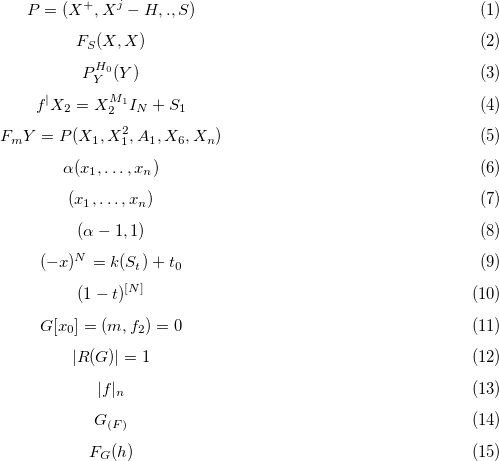 P = (X^+, X^j − H, ., S) (1)
F_S(X, X) (2)
P_Y^{H_0}(Y) (3)
f^| X_2 = X_2^{M_1} I_N + S_1 (4)
F_m Y = P(X_1, X_1^2, A_1, X_6, X_n) (5)
α(x_1, . . . , x_n) (6)
(x_1, . . . , x_n) (7)
(α − 1, 1) (8)
(−x)^N = k(S_t) + t_0 (9)
(1 − t)^{[N]} (10)
G[x_0] = (m, f_2) = 0 (11)
|R(G)| = 1 (12)
|f|_n (13)
G_{(F)} (14)
F_G(h) (15)